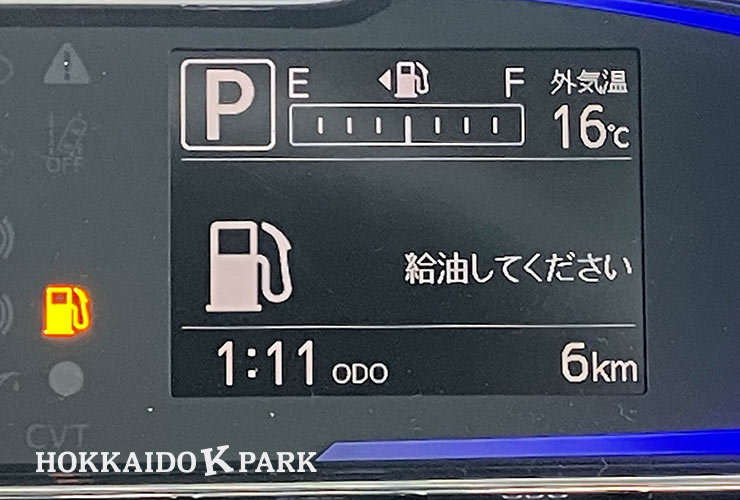 P E F 外気温
16℃
OFF
給油してください
1:11 ODO 6km
CVT
HOKKAIDO K PARK